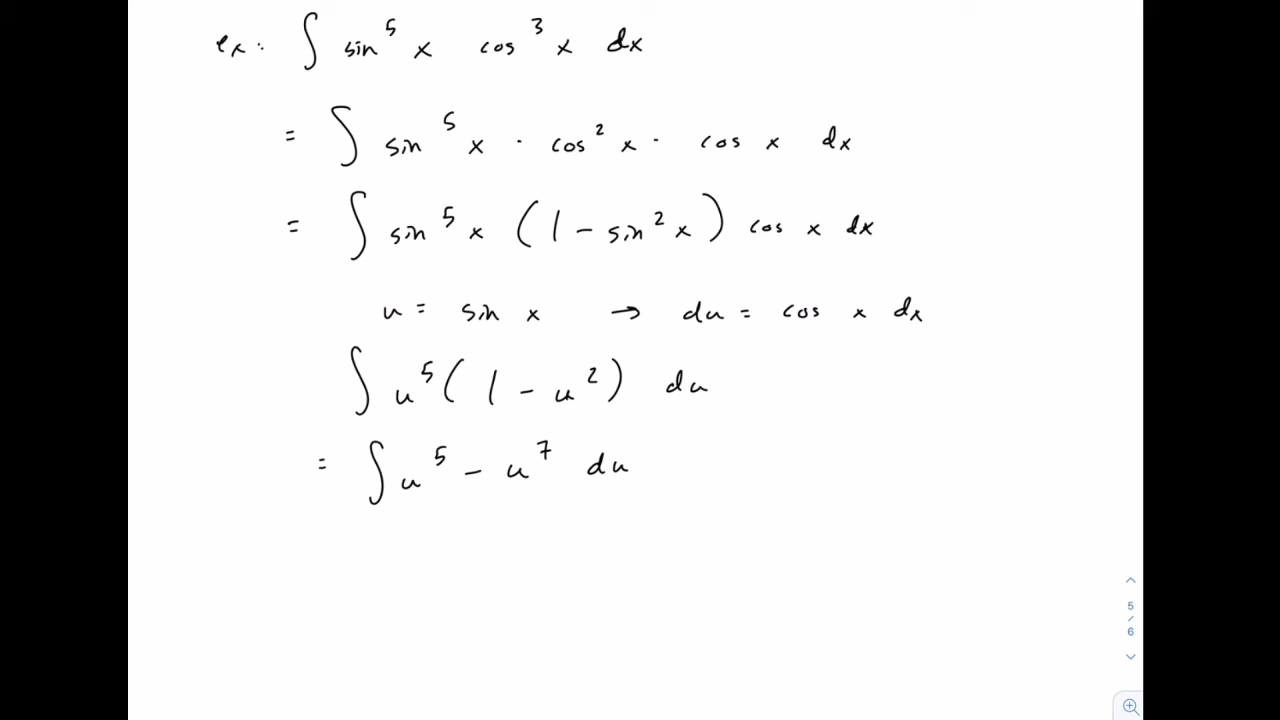 ex: ∫ sin⁵ x cos³ x dx
= ∫ sin⁵ x · cos² x · cos x dx
= ∫ sin⁵ x (1 - sin² x) cos x dx
u = sin x → du = cos x dx
∫ u⁵ (1 - u²) du
= ∫ u⁵ - u⁷ du
5
/
6